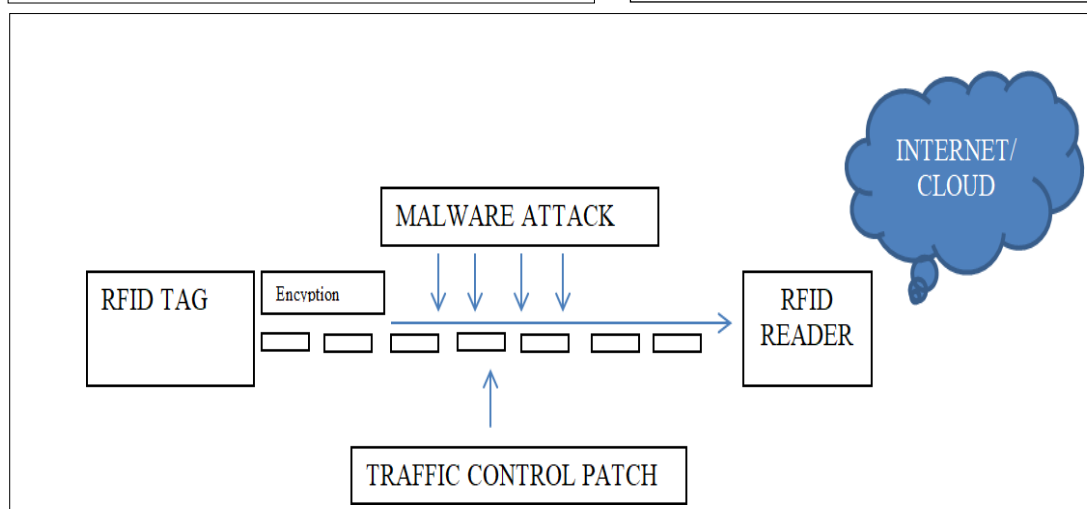 INTERNET/
CLOUD
MALWARE ATTACK
RFID TAG
Encyption
RFID
READER
TRAFFIC CONTROL PATCH